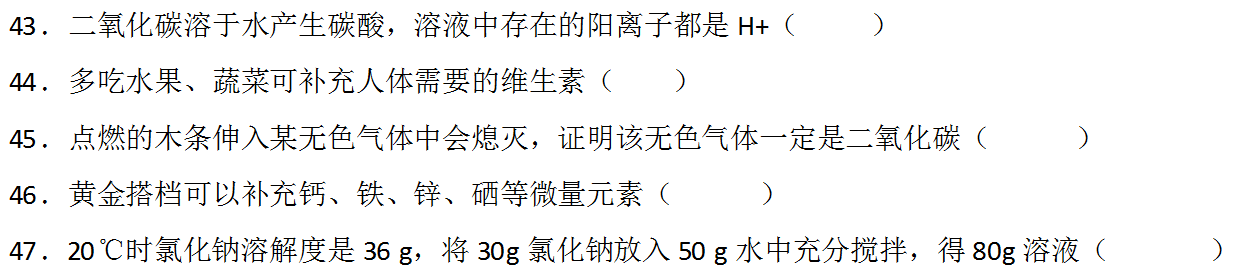 43．二氧化碳溶于水产生碳酸，溶液中存在的阳离子都是 H+（        ）
44．多吃水果、蔬菜可补充人体需要的维生素（      ）
45．点燃的木条伸入某无色气体中会熄灭，证明该无色气体一定是二氧化碳（        ）
46．黄金搭档可以补充钙、铁、锌、硒等微量元素（        ）
47．20℃时氯化钠溶解度是 36 g，将 30g 氯化钠放入 50 g 水中充分搅拌，得 80g 溶液（        ）